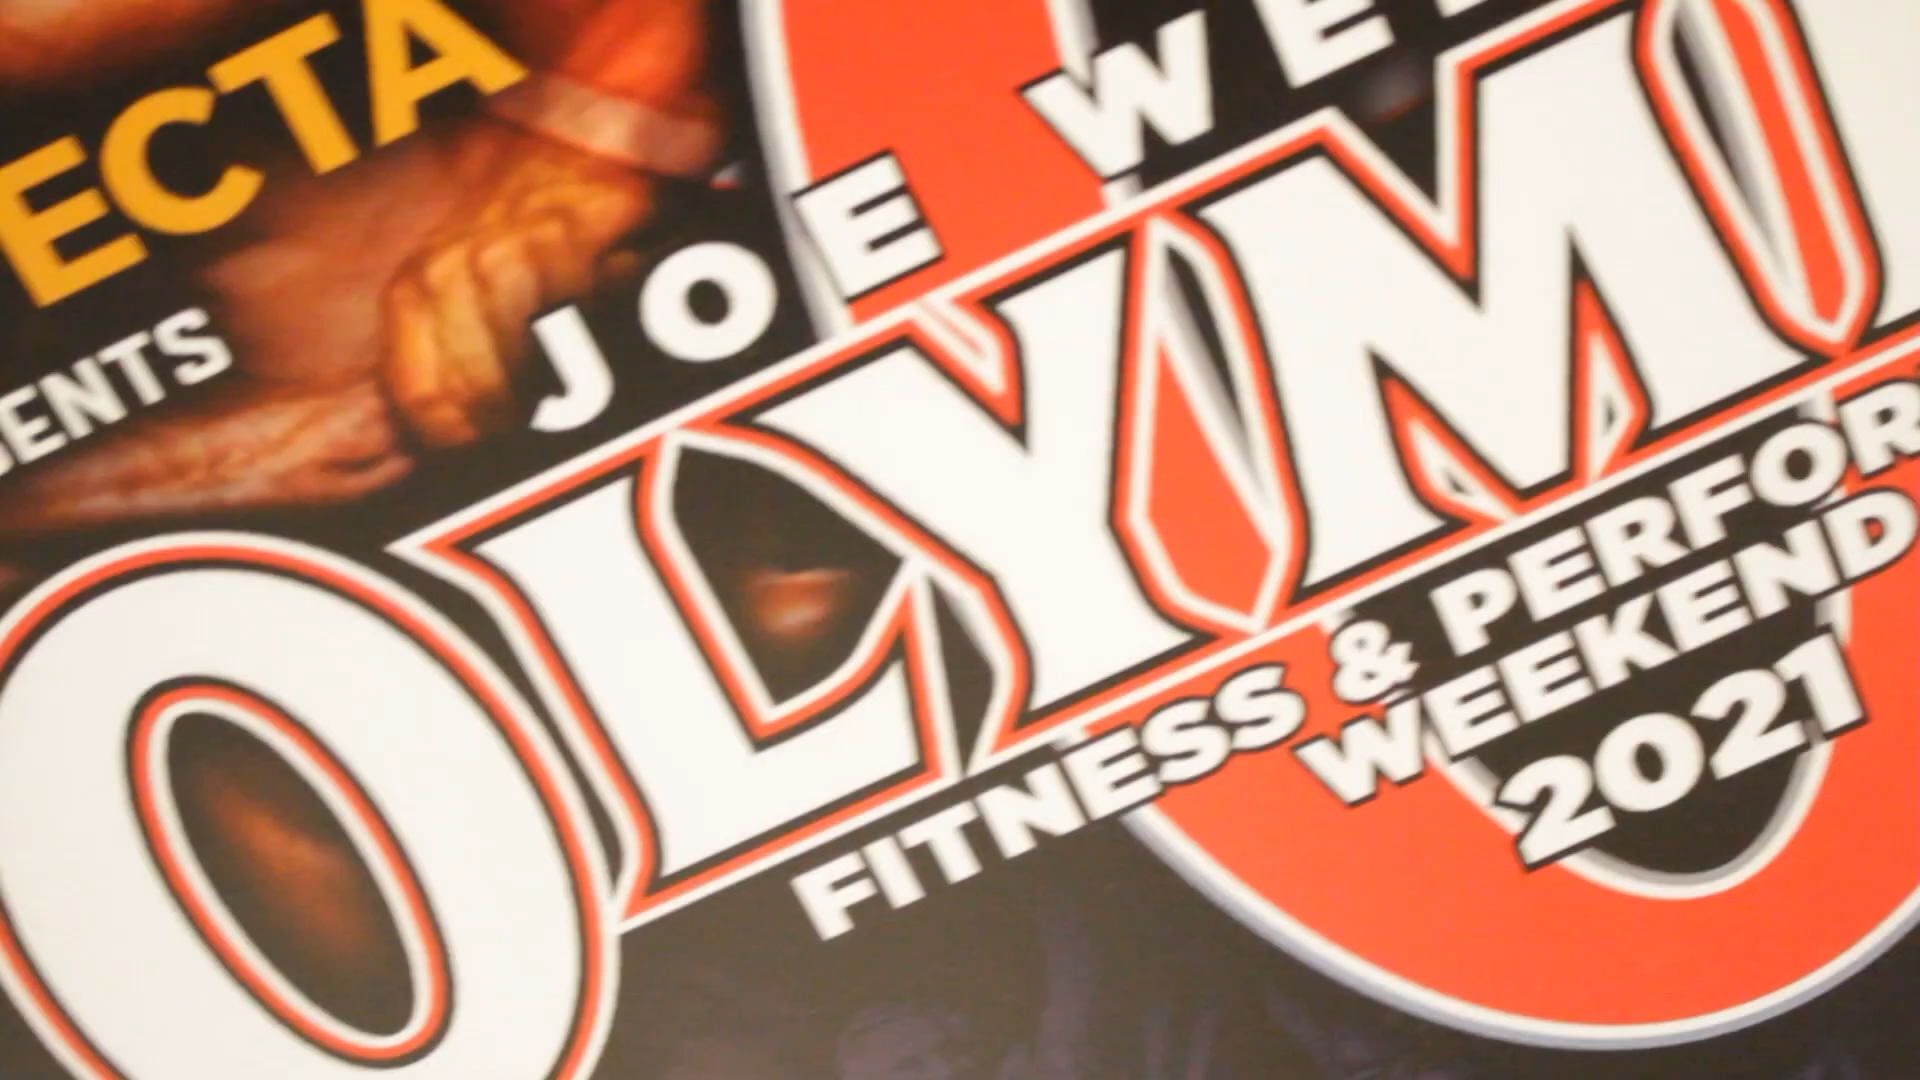 ECTA
ENTS
JOE WE
OLYM
FITNESS & PERFOR
WEEKEND
2021